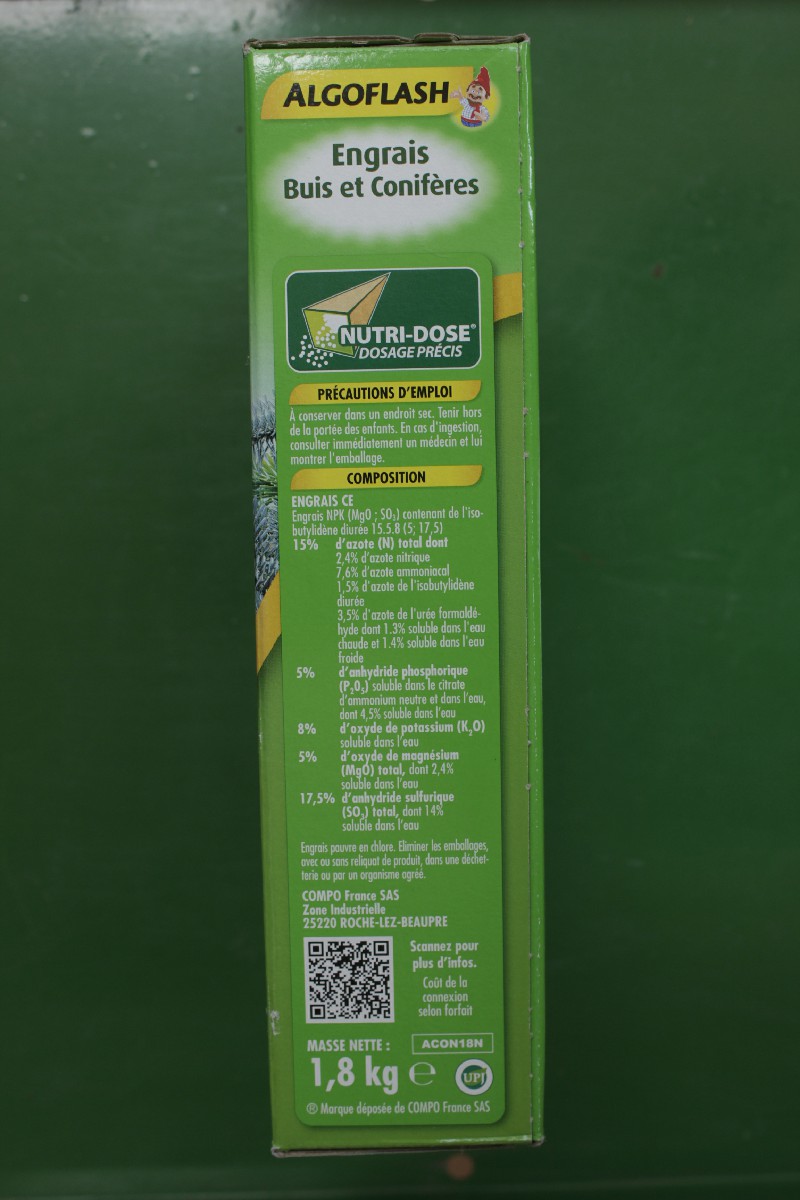 ALGOFLASH
Engrais
Buis et Conifères
NUTRI-DOSE®
DOSAGE PRÉCIS
PRÉCAUTIONS D'EMPLOI
À conserver dans un endroit sec. Tenir hors
de la portée des enfants. En cas d'ingestion,
consulter immédiatement un médecin et lui
montrer l'emballage.
COMPOSITION
ENGRAIS CE
Engrais NPK (MgO ; SO₃) contenant de l'iso-
butylidène diurée 15.5.8 (5; 17,5)
15% d'azote (N) total dont
2,4% d'azote nitrique
7,6% d'azote ammoniacal
1,5% d'azote de l'isobutylidène
diurée
3,5% d'azote de l'urée formaldé-
hyde dont 1.3% soluble dans l'eau
chaude et 1.4% soluble dans l'eau
froide
5% d'anhydride phosphorique
(P₂O₅) soluble dans le citrate
d'ammonium neutre et dans l'eau,
dont 4,5% soluble dans l'eau
8% d'oxyde de potassium (K₂O)
soluble dans l'eau
5% d'oxyde de magnésium
(MgO) total, dont 2,4%
soluble dans l'eau
17,5% d'anhydride sulfurique
(SO₃) total, dont 14%
soluble dans l'eau
Engrais pauvre en chlore. Eliminer les emballages,
avec ou sans reliquat de produit, dans une déchet-
terie ou par un organisme agréé.
COMPO France SAS
Zone Industrielle
25220 ROCHE-LEZ-BEAUPRE
Scannez pour
plus d'infos.
Coût de la
connexion
selon forfait
MASSE NETTE :
1,8 kg ℮
ACON18N
UPJ
® Marque déposée de COMPO France SAS